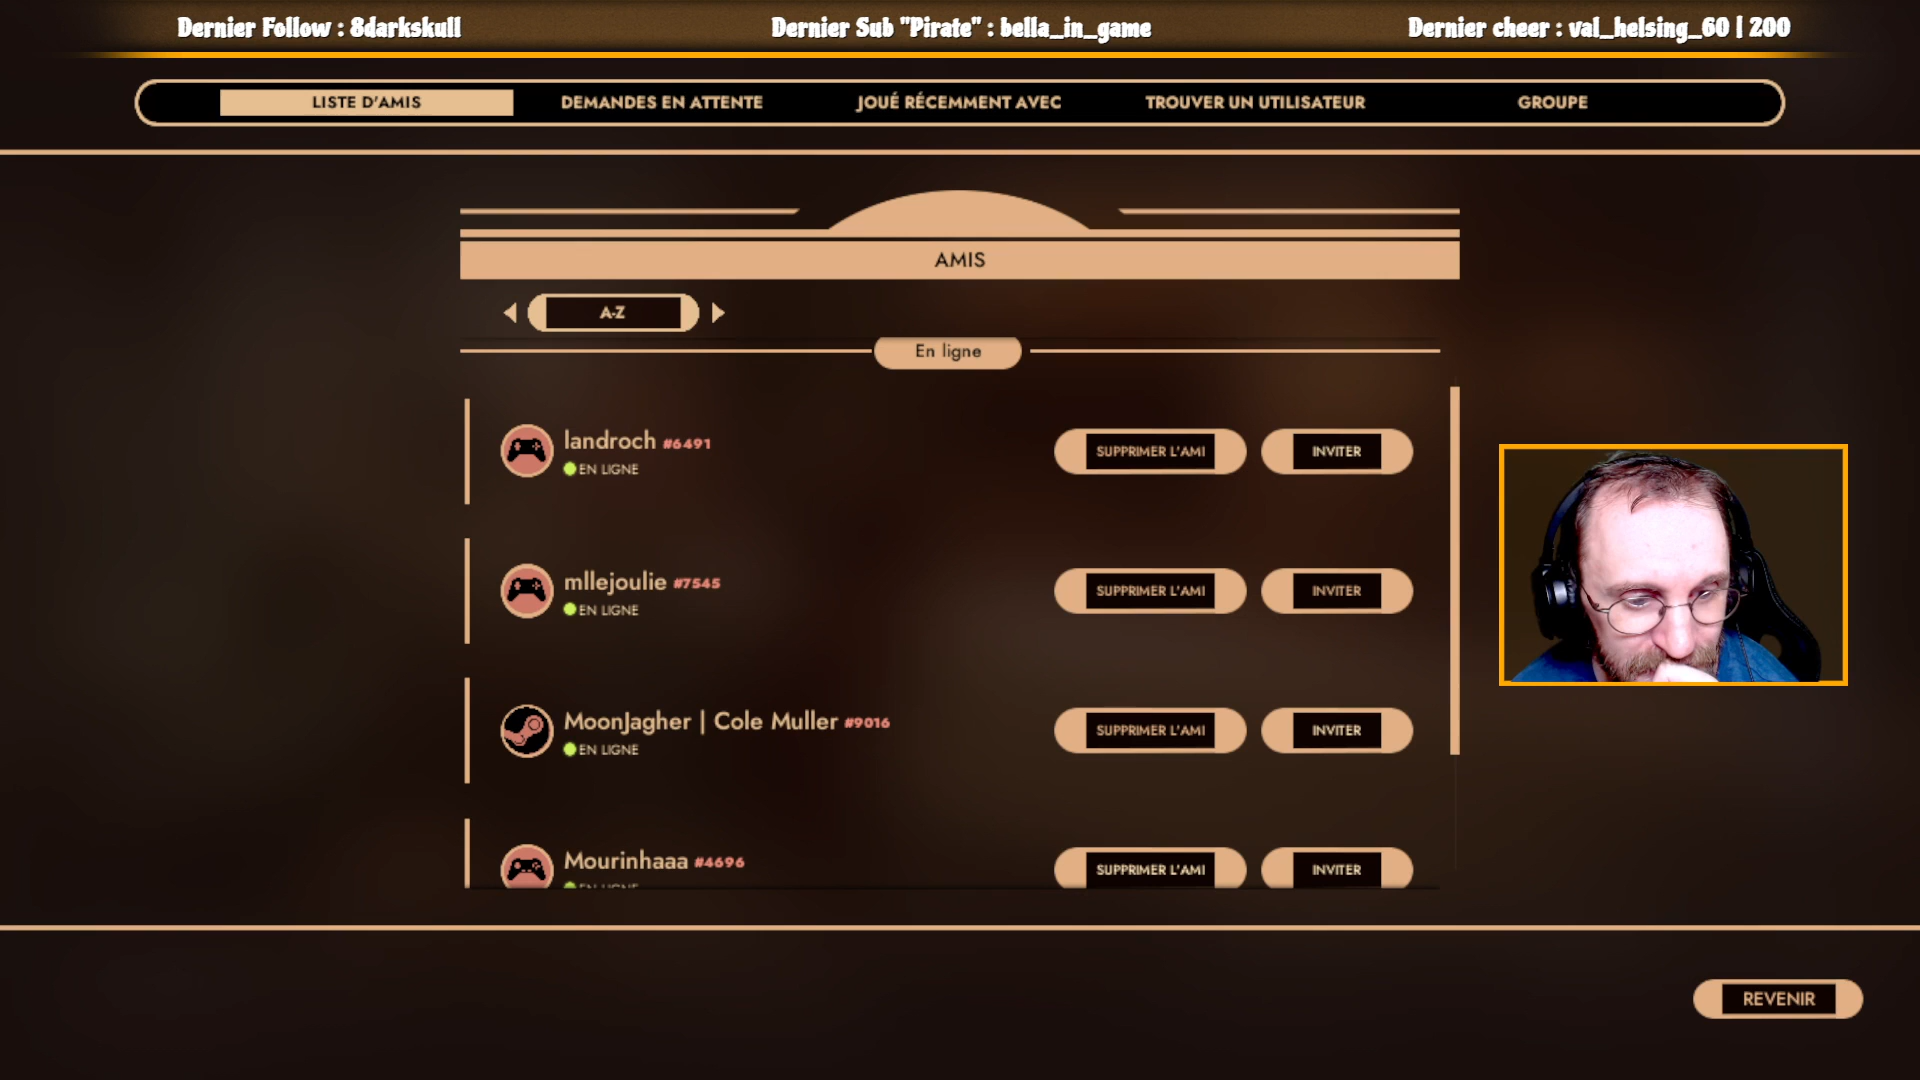 Dernier Follow : 8darkskull
Dernier Sub "Pirate" : bella_in_game
Dernier cheer : val_helsing_60 | 200
LISTE D'AMIS
DEMANDES EN ATTENTE
JOUÉ RÉCEMMENT AVEC
TROUVER UN UTILISATEUR
GROUPE
AMIS
A-Z
En ligne
landroch #6491
EN LIGNE
SUPPRIMER L'AMI
INVITER
mllejoulie #7545
EN LIGNE
SUPPRIMER L'AMI
INVITER
MoonJagher | Cole Muller #9016
EN LIGNE
SUPPRIMER L'AMI
INVITER
Mourinhaaa #4696
EN LIGNE
SUPPRIMER L'AMI
INVITER
REVENIR